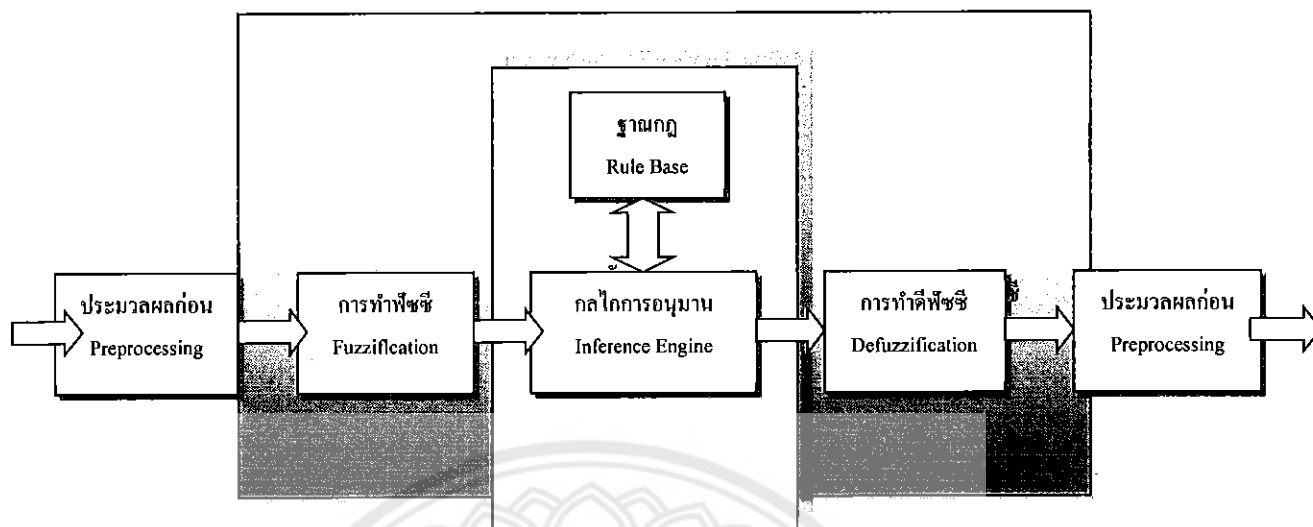 ฐานกฎ
Rule Base
ประมวลผลก่อน
Preprocessing
การทำฟัซซี
Fuzzification
กลไกการอนุมาน
Inference Engine
การทำดีฟัซซี
Defuzzification
ประมวลผลก่อน
Preprocessing